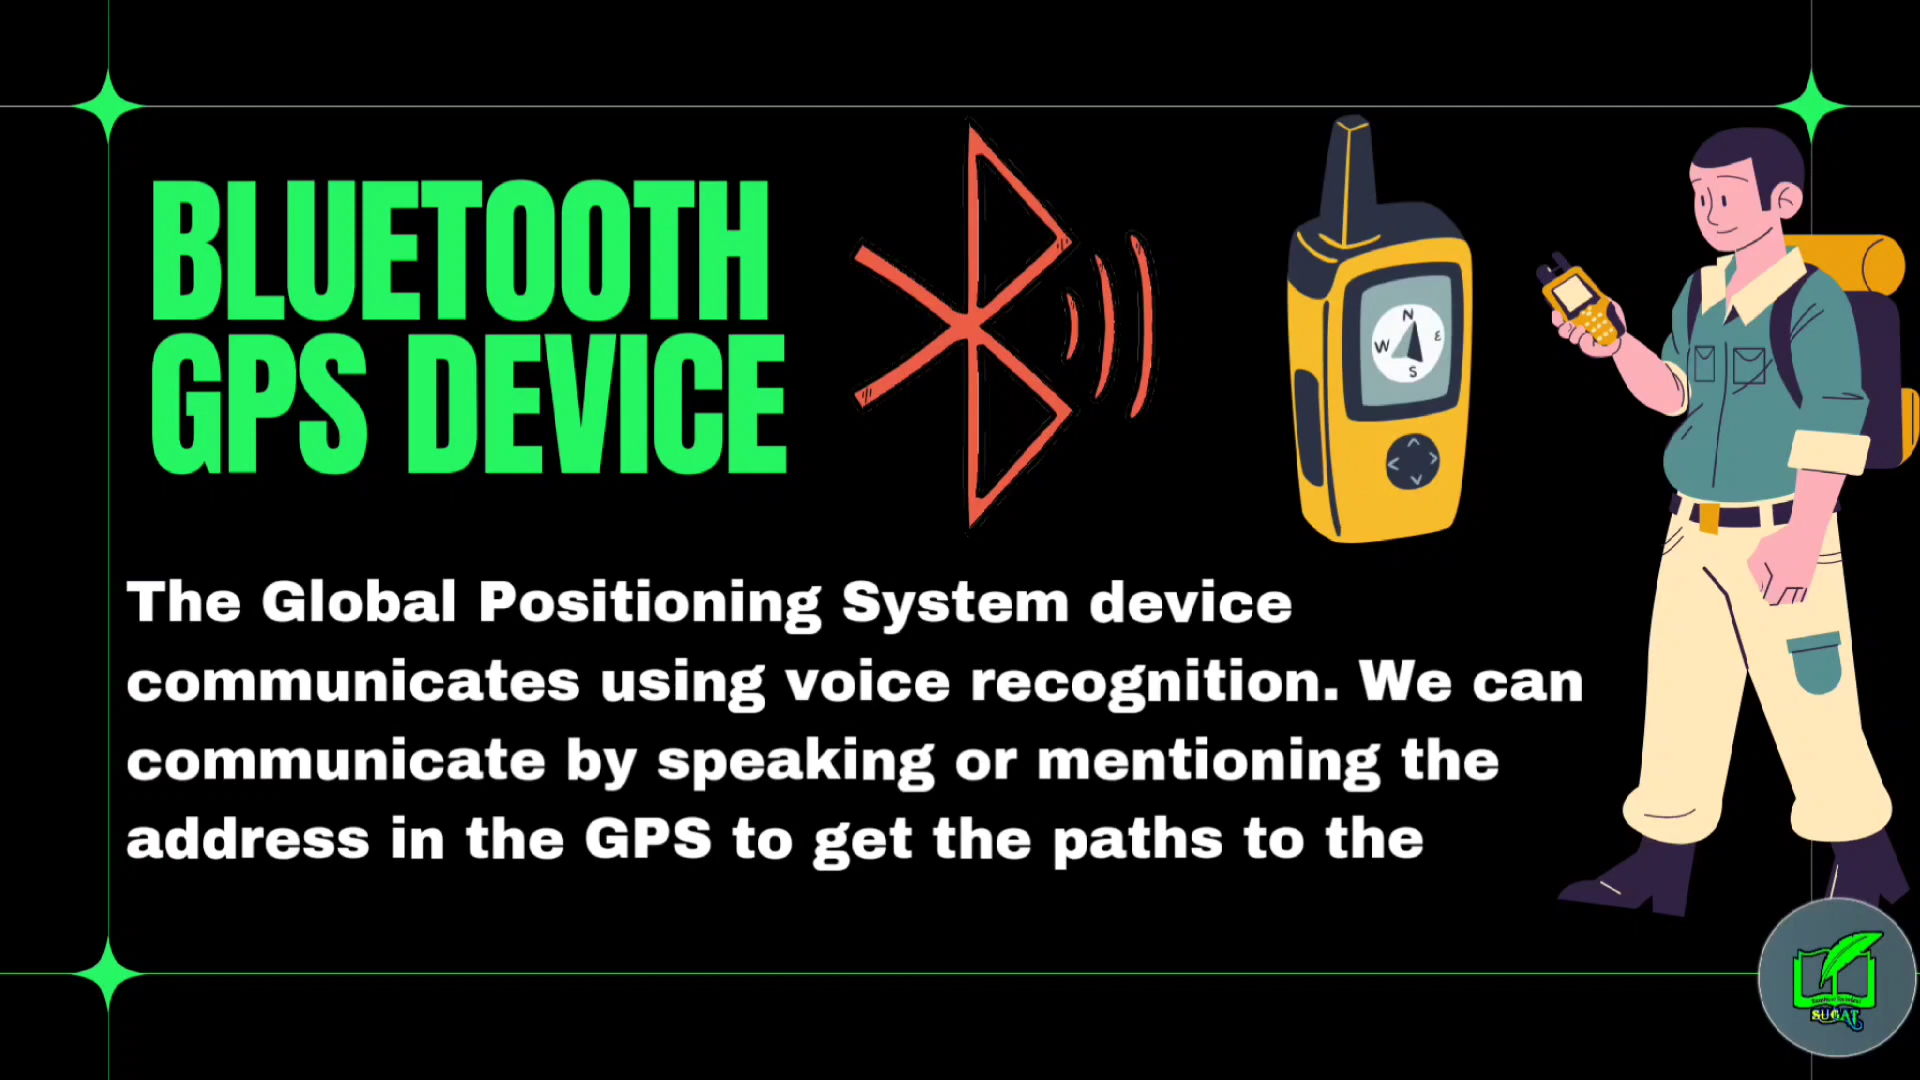 BLUETOOTH
GPS DEVICE
N
W E
S
The Global Positioning System device
communicates using voice recognition. We can
communicate by speaking or mentioning the
address in the GPS to get the paths to the
SUGAT